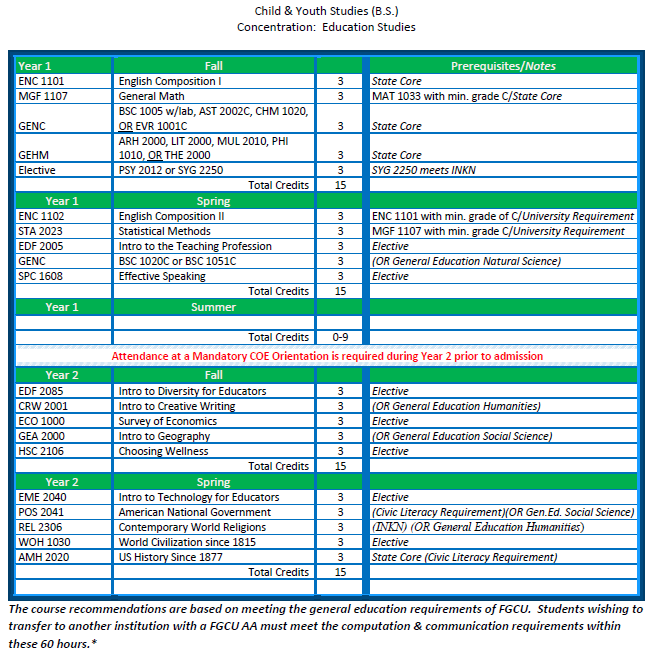 Child & Youth Studies (B.S.)
Concentration: Education Studies
Year 1 Fall Prerequisites/Notes
ENC 1101 English Composition I 3 State Core
MGF 1107 General Math 3 MAT 1033 with min. grade C/State Core
BSC 1005 w/lab, AST 2002C, CHM 1020,
GENC OR EVR 1001C 3 State Core
ARH 2000, LIT 2000, MUL 2010, PHI
GEHM 1010, OR THE 2000 3 State Core
Elective PSY 2012 or SYG 2250 3 SYG 2250 meets INKN
Total Credits 15
Year 1 Spring
ENC 1102 English Composition II 3 ENC 1101 with min. grade of C/University Requirement
STA 2023 Statistical Methods 3 MGF 1107 with min. grade C/University Requirement
EDF 2005 Intro to the Teaching Profession 3 Elective
GENC BSC 1020C or BSC 1051C 3 (OR General Education Natural Science)
SPC 1608 Effective Speaking 3 Elective
Total Credits 15
Year 1 Summer
Total Credits 0-9
Attendance at a Mandatory COE Orientation is required during Year 2 prior to admission
Year 2 Fall
EDF 2085 Intro to Diversity for Educators 3 Elective
CRW 2001 Intro to Creative Writing 3 (OR General Education Humanities)
ECO 1000 Survey of Economics 3 Elective
GEA 2000 Intro to Geography 3 (OR General Education Social Science)
HSC 2106 Choosing Wellness 3 Elective
Total Credits 15
Year 2 Spring
EME 2040 Intro to Technology for Educators 3 Elective
POS 2041 American National Government 3 (Civic Literacy Requirement)(OR Gen.Ed. Social Science)
REL 2306 Contemporary World Religions 3 (INKN) (OR General Education Humanities)
WOH 1030 World Civilization since 1815 3 Elective
AMH 2020 US History Since 1877 3 State Core (Civic Literacy Requirement)
Total Credits 15
The course recommendations are based on meeting the general education requirements of FGCU. Students wishing to
transfer to another institution with a FGCU AA must meet the computation & communication requirements within
these 60 hours.*